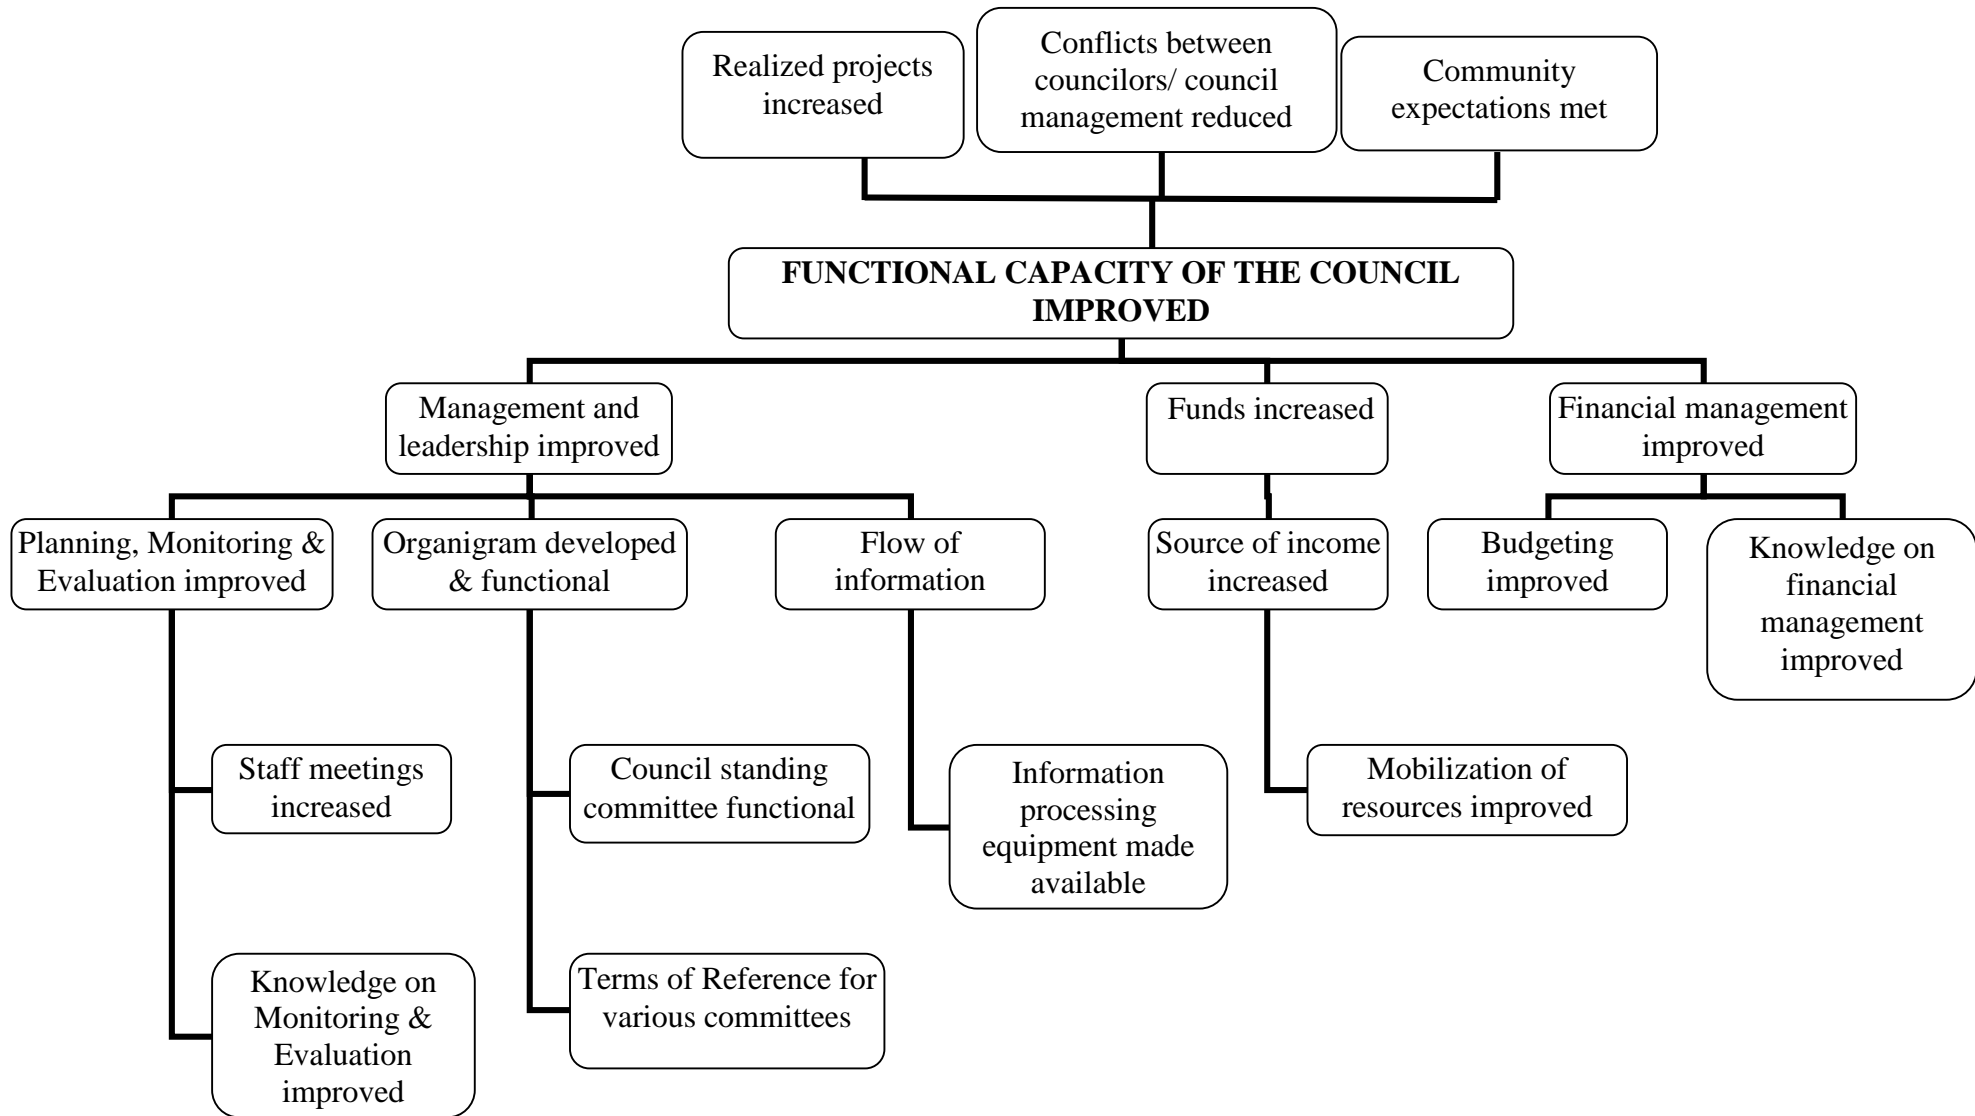 Realized projects
increased
Conflicts between
councilors/ council
management reduced
Community
expectations met
FUNCTIONAL CAPACITY OF THE COUNCIL
IMPROVED
Management and
leadership improved
Funds increased
Financial management
improved
Planning, Monitoring &
Evaluation improved
Organigram developed
& functional
Flow of
information
Source of income
increased
Budgeting
improved
Knowledge on
financial
management
improved
Staff meetings
increased
Council standing
committee functional
Information
processing
equipment made
available
Mobilization of
resources improved
Knowledge on
Monitoring &
Evaluation
improved
Terms of Reference for
various committees